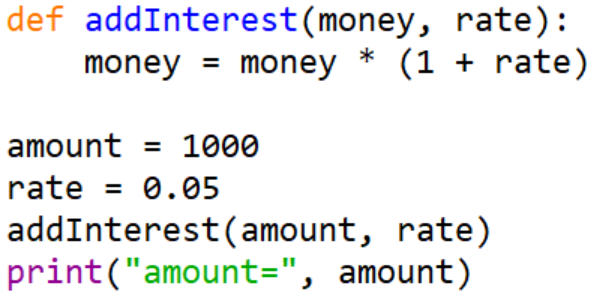 def addInterest(money, rate):
    money = money * (1 + rate)
amount = 1000
rate = 0.05
addInterest(amount, rate)
print("amount=", amount)